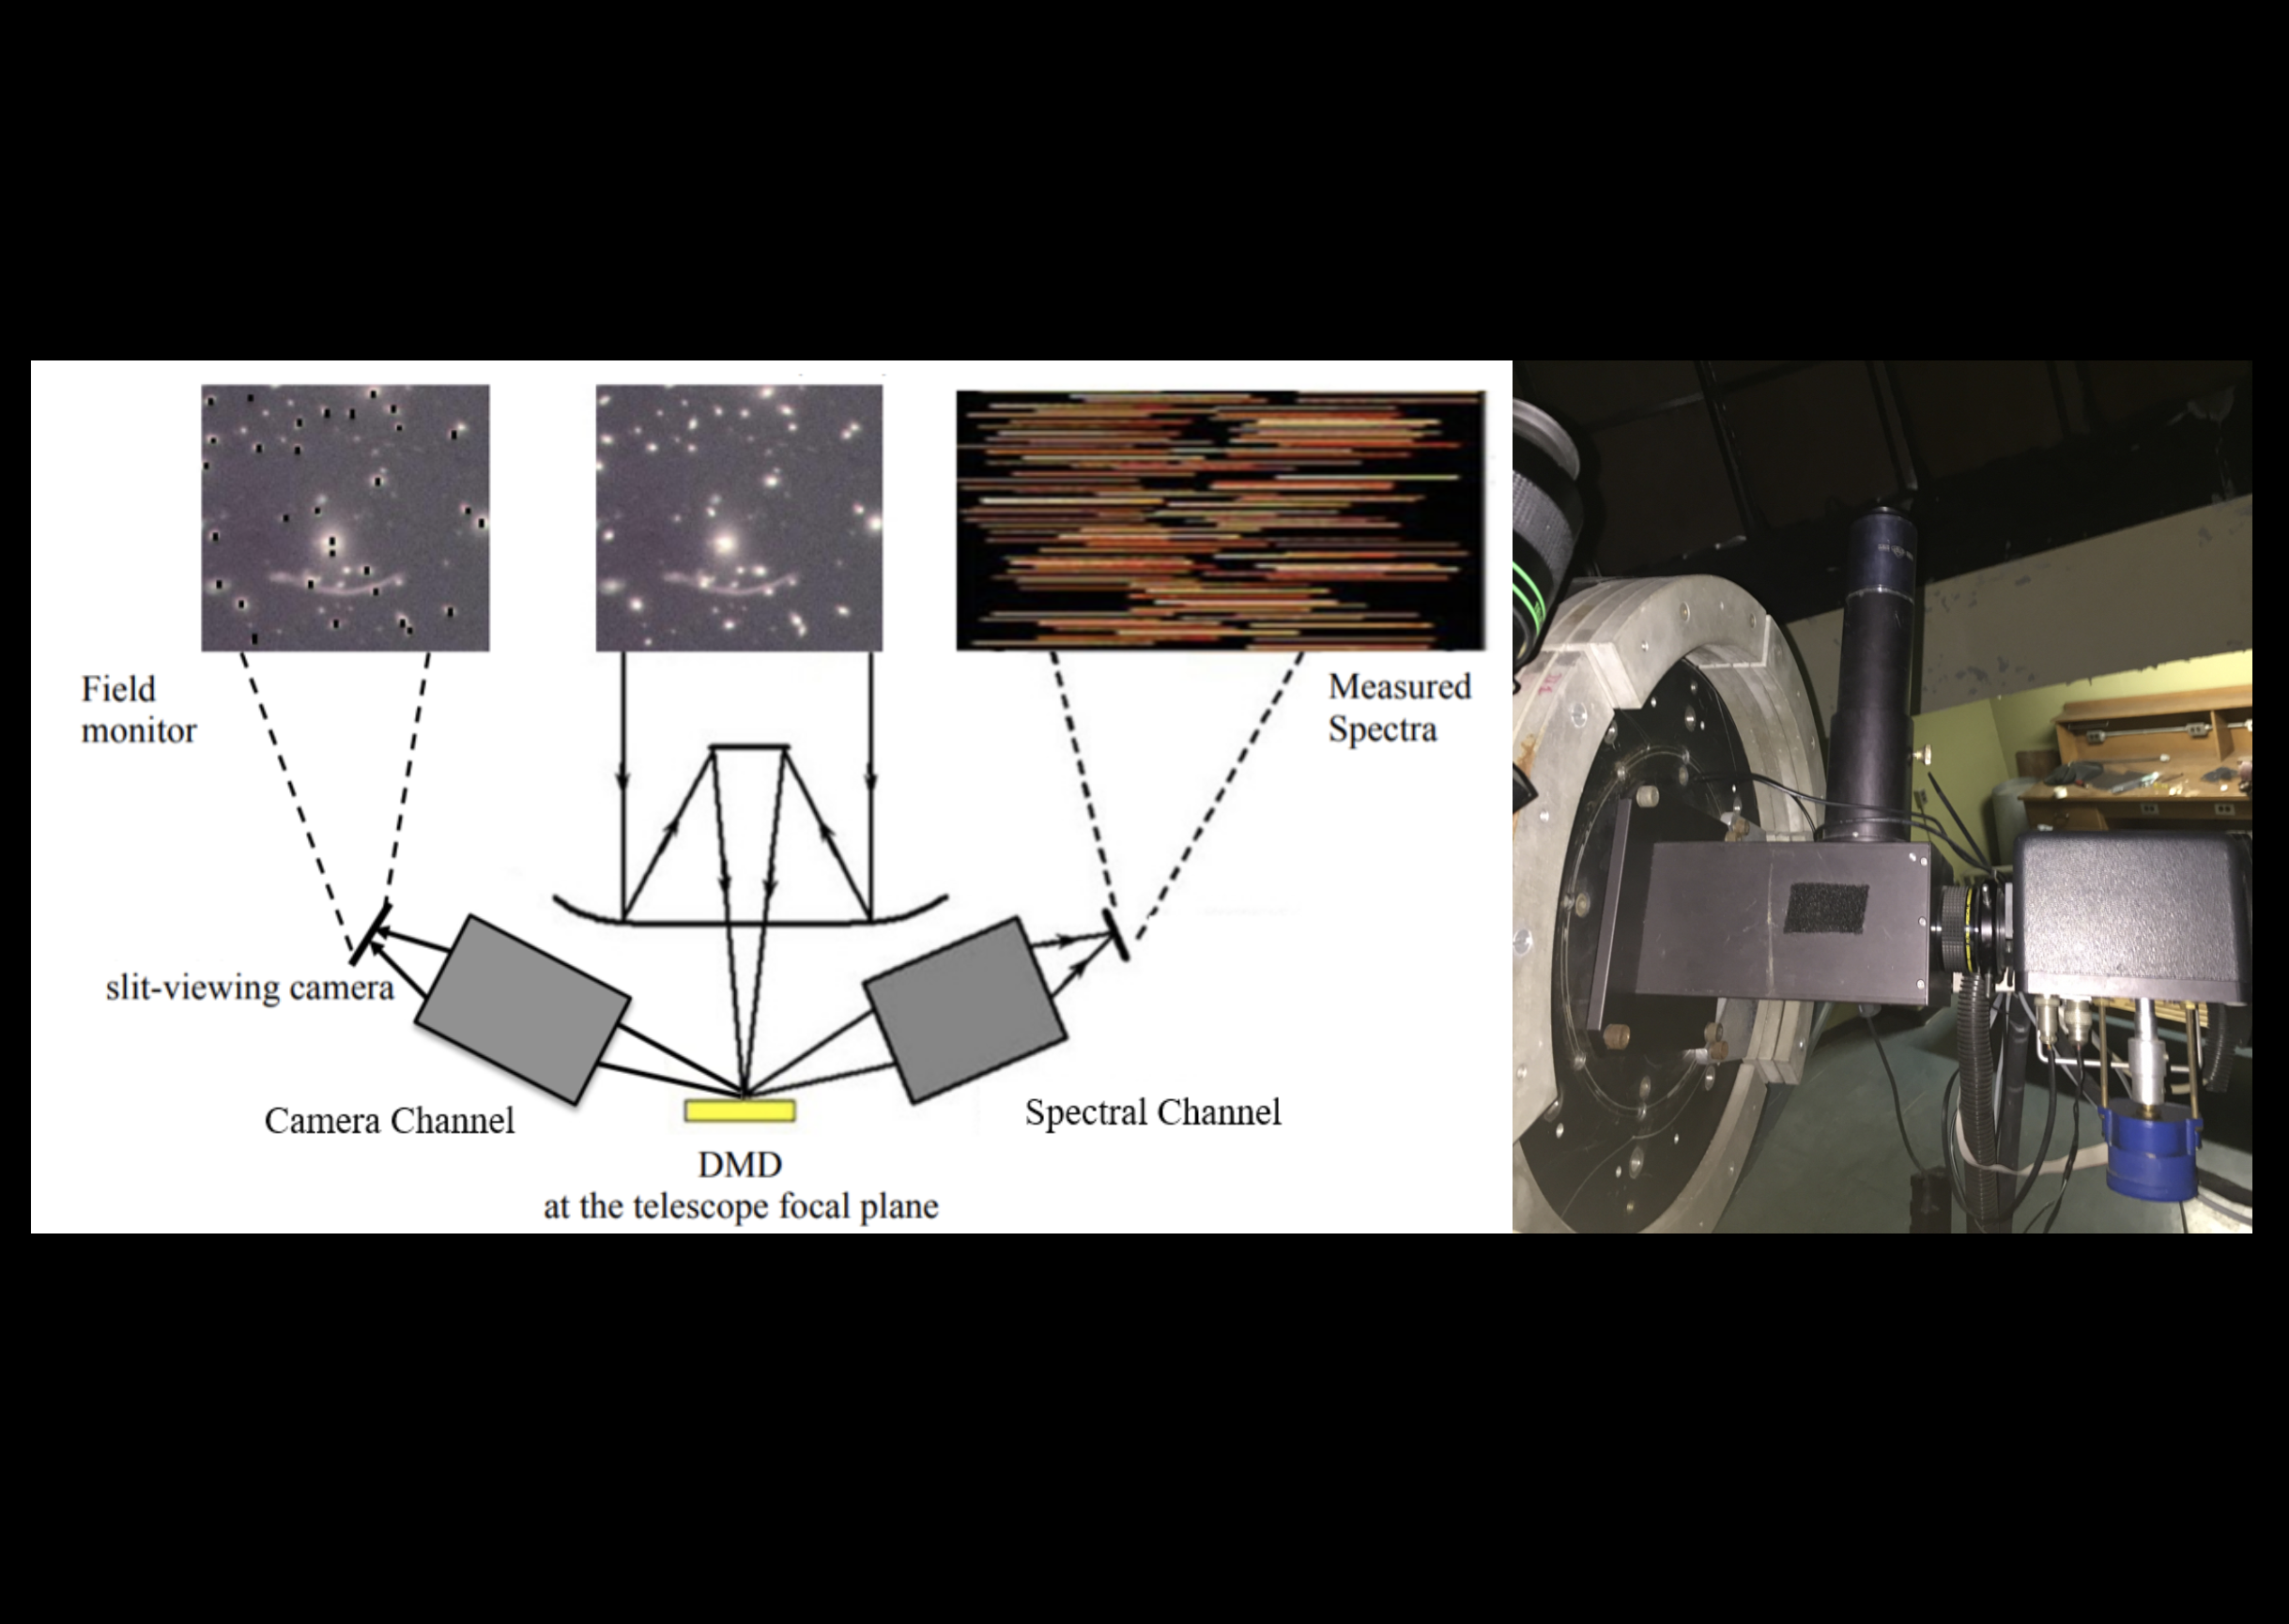 Field
monitor
Measured
Spectra
slit-viewing camera
Camera Channel
Spectral Channel
DMD
at the telescope focal plane